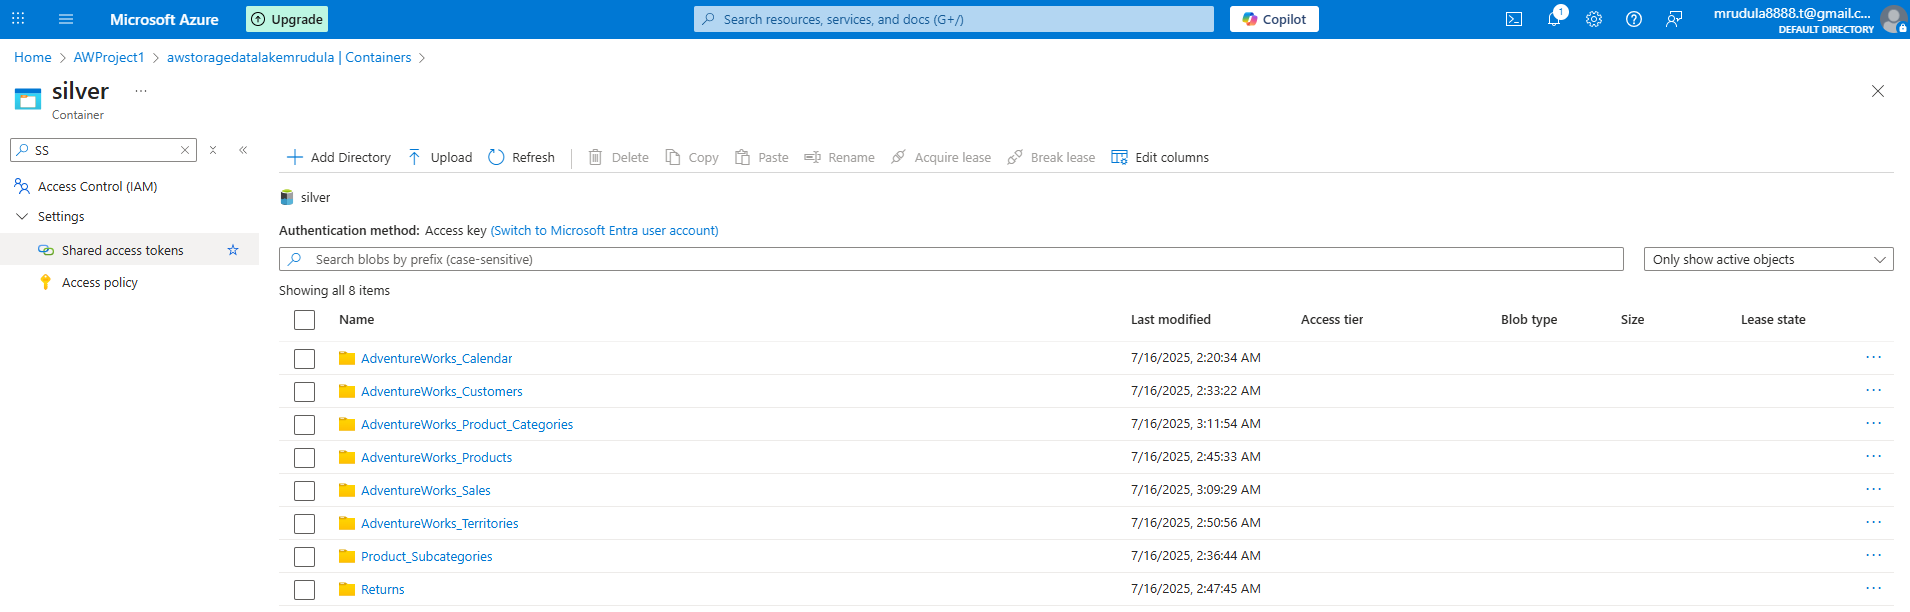 Microsoft Azure
Upgrade
Search resources, services, and docs (G+/)
Copilot
1
mrudula8888.t@gmail.c...
DEFAULT DIRECTORY
Home > AWProject1 > awstoragedatalakemrudula | Containers >
silver ...
Container
SS
Access Control (IAM)
Settings
Shared access tokens
Access policy
Add Directory Upload Refresh Delete Copy Paste Rename Acquire lease Break lease Edit columns
silver
Authentication method: Access key (Switch to Microsoft Entra user account)
Search blobs by prefix (case-sensitive)
Only show active objects
Showing all 8 items
Name Last modified Access tier Blob type Size Lease state
AdventureWorks_Calendar 7/16/2025, 2:20:34 AM ...
AdventureWorks_Customers 7/16/2025, 2:33:22 AM ...
AdventureWorks_Product_Categories 7/16/2025, 3:11:54 AM ...
AdventureWorks_Products 7/16/2025, 2:45:33 AM ...
AdventureWorks_Sales 7/16/2025, 3:09:29 AM ...
AdventureWorks_Territories 7/16/2025, 2:50:56 AM ...
Product_Subcategories 7/16/2025, 2:36:44 AM ...
Returns 7/16/2025, 2:47:45 AM ...